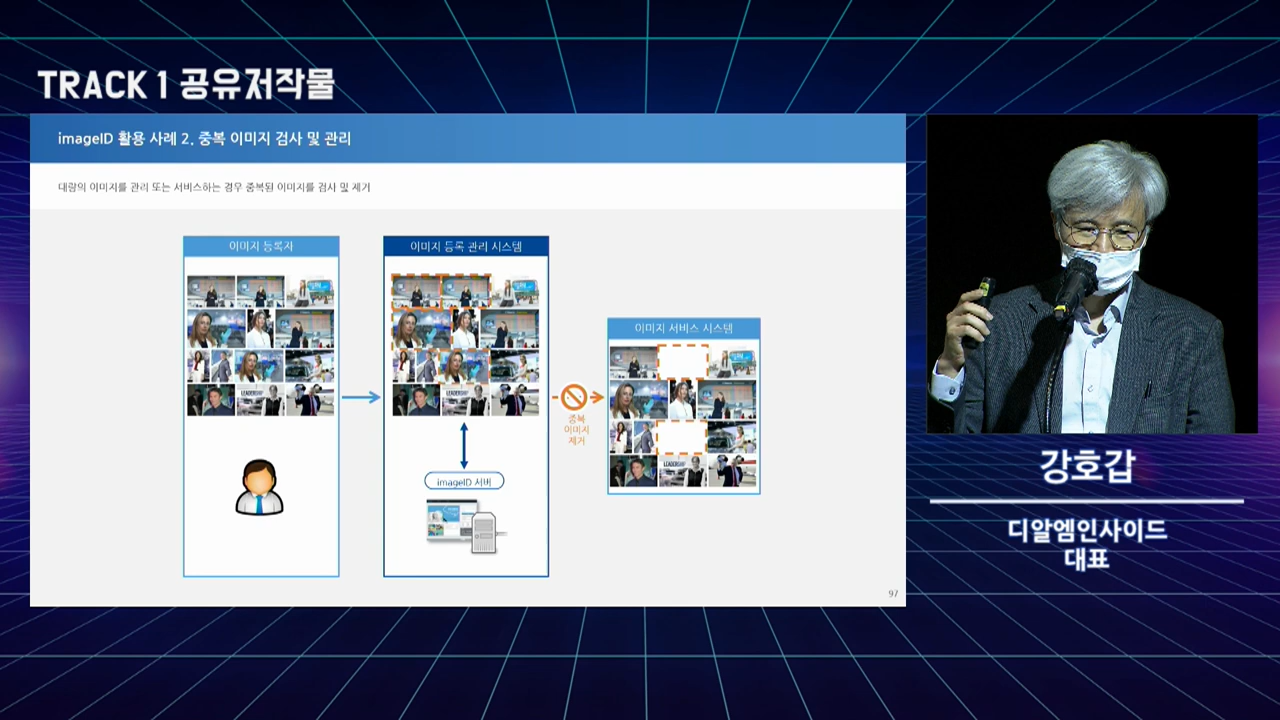 TRACK 1 공유저작물
imageID 활용 사례 2. 중복 이미지 검사 및 관리
대량의 이미지를 관리 또는 서비스하는 경우 중복된 이미지를 검사 및 제거
이미지 등록자
이미지 등록 관리 시스템
이미지 서비스 시스템
LEADERSHIP
LEADERSHIP
LEADERSHIP
중복
이미지
제거
imageID 서버
97
강호갑
디알엠인사이드
대표